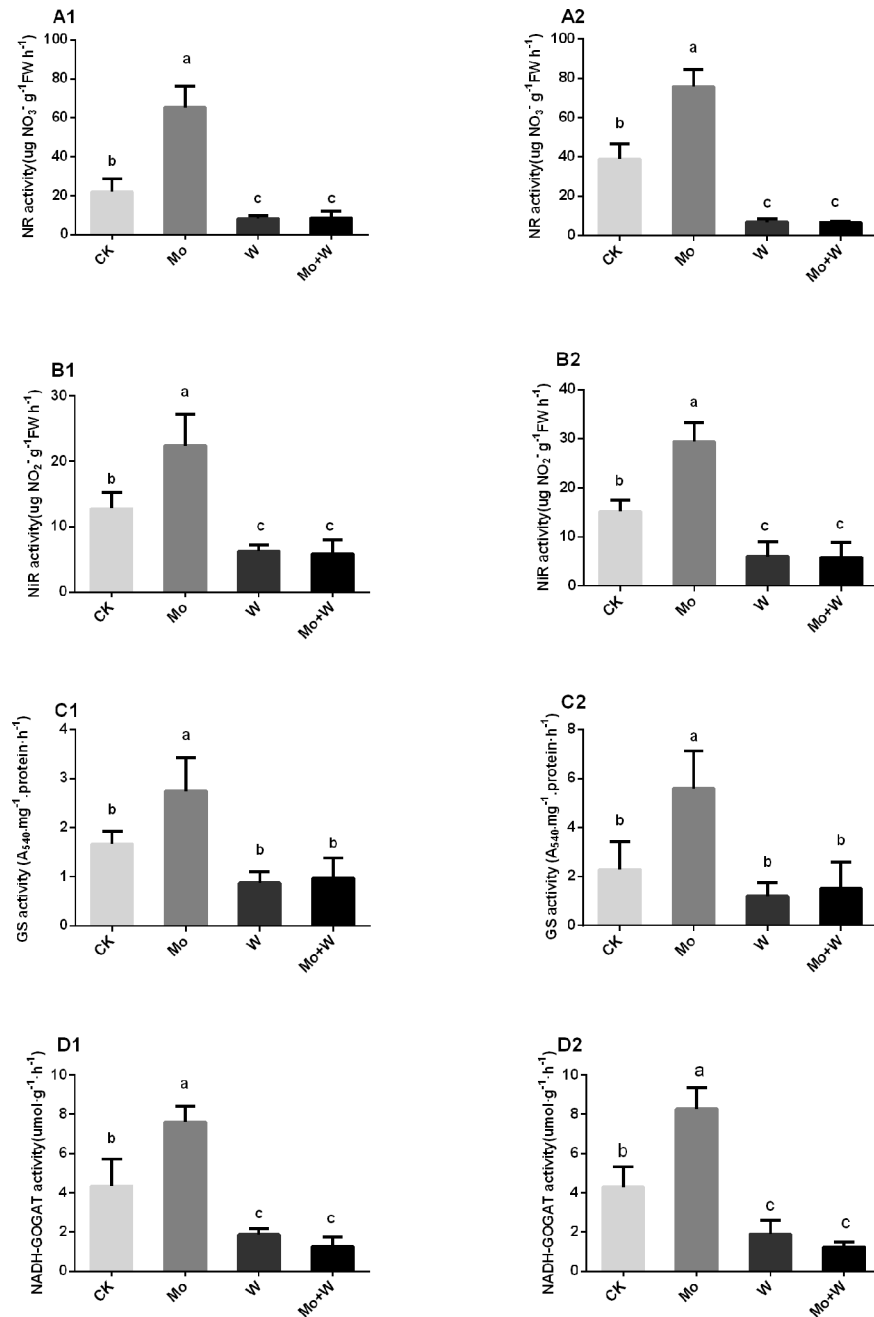 A1
NR activity(ug NO₃⁻ g⁻¹FW h⁻¹)
100
80
60
40
20
0
b
a
c
c
CK
Mo
W
Mo+W
A2
NR activity(ug NO₃⁻ g⁻¹FW h⁻¹)
100
80
60
40
20
0
b
a
c
c
CK
Mo
W
Mo+W
B1
NiR activity(ug NO₂⁻ g⁻¹FW h⁻¹)
30
20
10
0
b
a
c
c
CK
Mo
W
Mo+W
B2
NiR activity(ug NO₂⁻ g⁻¹FW h⁻¹)
40
30
20
10
0
b
a
c
c
CK
Mo
W
Mo+W
C1
GS activity (A₅₄₀.mg⁻¹.protein·h⁻¹)
4
3
2
1
0
b
a
b
b
CK
Mo
W
Mo+W
C2
GS activity (A₅₄₀.mg⁻¹.protein·h⁻¹)
8
6
4
2
0
b
a
b
b
CK
Mo
W
Mo+W
D1
NADH-GOGAT activity(umol·g⁻¹·h⁻¹)
10
8
6
4
2
0
b
a
c
c
CK
Mo
W
Mo+W
D2
NADH-GOGAT activity(umol·g⁻¹·h⁻¹)
10
8
6
4
2
0
b
a
c
c
CK
Mo
W
Mo+W